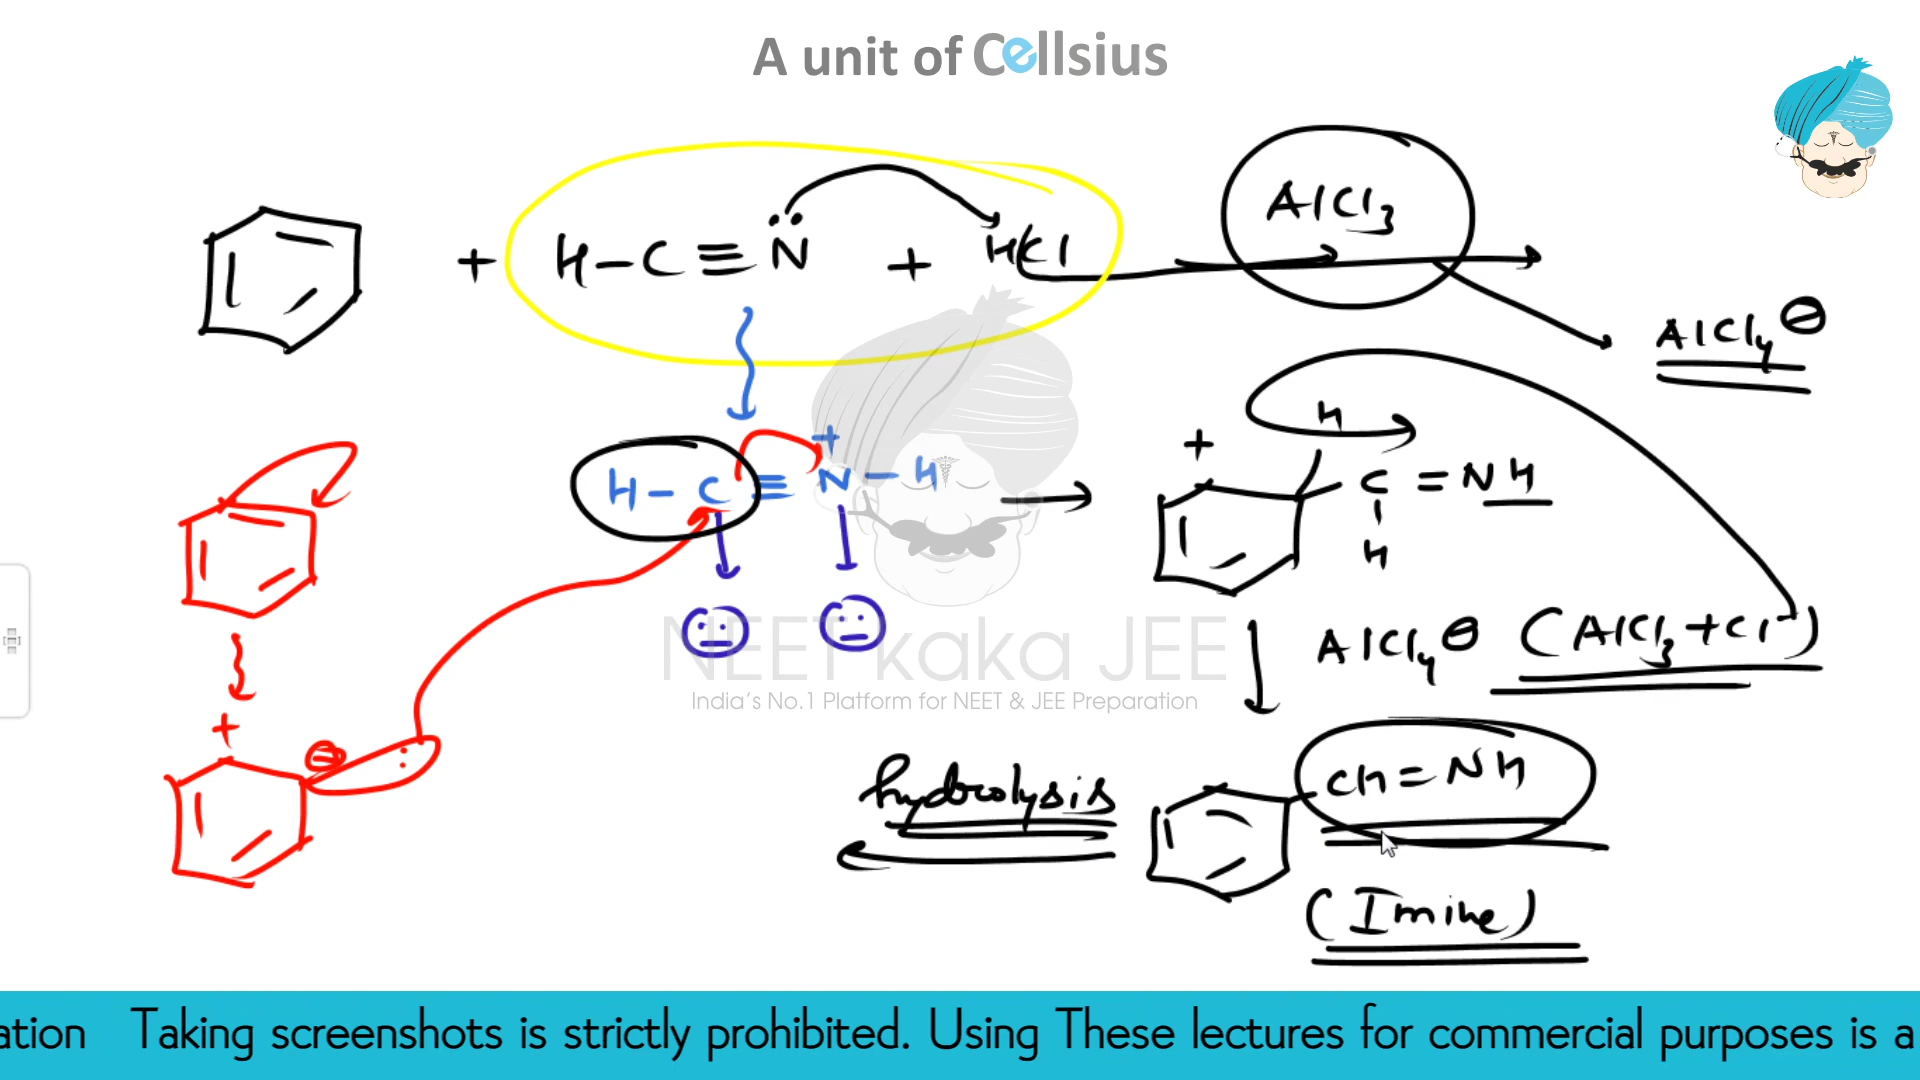 A unit of Cellsius
+ H-C≡N̈ + HCl AlCl3
AlCl4⊖
H-C≡N-H
+
+
H
C=NH
H
AlCl4⊖ (AlCl3+Cl⁻)
NEET kaka JEE
India's No.1 Platform for NEET & JEE Preparation
+
⊖
hydrolysis
CH=NH
(Imine)
ation Taking screenshots is strictly prohibited. Using These lectures for commercial purposes is a